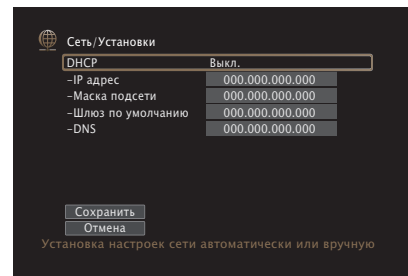 Сеть/Установки
DHCP Выкл.
–IP адрес 000.000.000.000
–Маска подсети 000.000.000.000
–Шлюз по умолчанию 000.000.000.000
–DNS 000.000.000.000
Сохранить
Отмена
Установка настроек сети автоматически или вручную